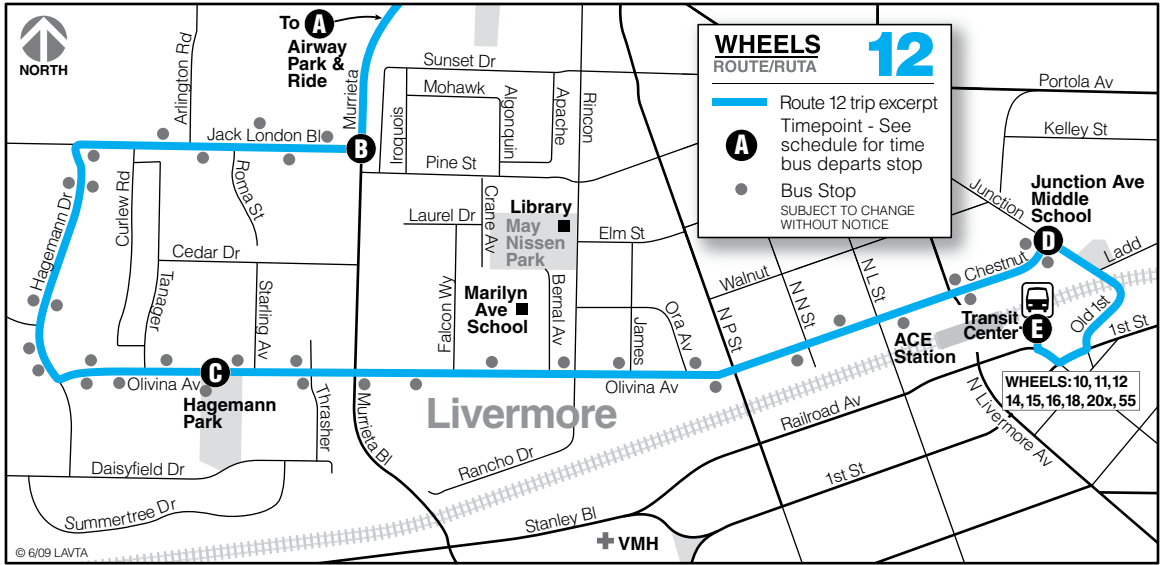 To A
Airway
Park &
Ride
NORTH
Arlington Rd
Murrieta
Jack London Bl
B
Sunset Dr
Mohawk
Iroquois
Algonquin
Apache
Rincon
Pine St
WHEELS
ROUTE/RUTA
12
Route 12 trip excerpt
A
Timepoint - See
schedule for time
bus departs stop
Bus Stop
SUBJECT TO CHANGE
WITHOUT NOTICE
Portola Av
Kelley St
Junction
Junction Ave
Middle
School
D
Ladd
Chestnut
Hagemann Dr
Curlew Rd
Roma St
Cedar Dr
Tanager
Starling Av
Laurel Dr
Crane Av
Library
May
Nissen
Park
Elm St
Falcon Wy
Marilyn
Ave
School
Bernal Av
James
Ora Av
Walnut
N P St
N N St
N L St
ACE
Station
Transit
Center
E
Old 1st
1st St
WHEELS: 10, 11, 12
14, 15, 16, 18, 20x, 55
Olivina Av
C
Hagemann
Park
Thrasher
Murrieta Bl
Olivina Av
Livermore
Railroad Av
N Livermore Av
Daisyfield Dr
Summertree Dr
Rancho Dr
1st St
Stanley Bl
VMH
© 6/09 LAVTA